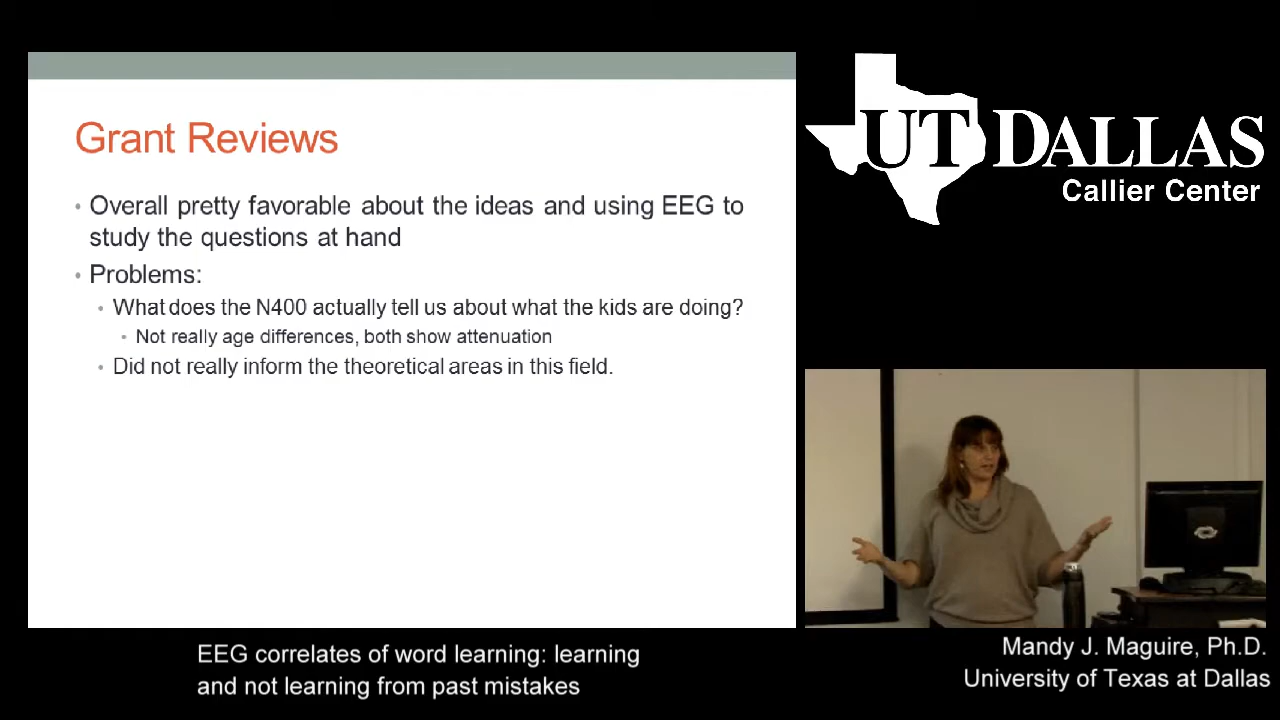 Grant Reviews
• Overall pretty favorable about the ideas and using EEG to
study the questions at hand
• Problems:
• What does the N400 actually tell us about what the kids are doing?
• Not really age differences, both show attenuation
• Did not really inform the theoretical areas in this field.
UT DALLAS
Callier Center
EEG correlates of word learning: learning
and not learning from past mistakes
Mandy J. Maguire, Ph.D.
University of Texas at Dallas